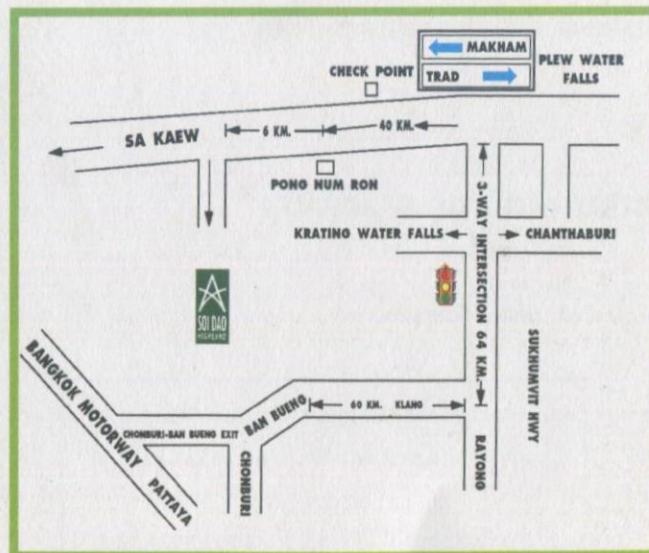 MAKHAM
TRAD
PLEW WATER
FALLS
CHECK POINT
SA KAEW
6 KM.
40 KM.
PONG NUM RON
KRATING WATER FALLS
CHANTHABURI
3-WAY INTERSECTION 64 KM.
SUKHUMVIT HWY
SOI DAO
HIGHLAND
BANGKOK MOTORWAY PATTAYA
CHONBURI-BAN BUENG EXIT
BAN BUENG
60 KM. KLANG
CHONBURI
RAYONG